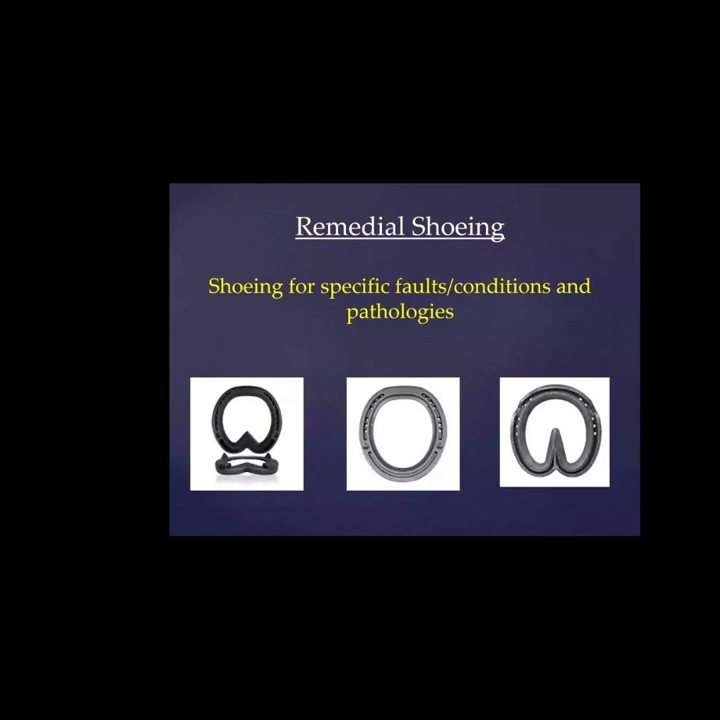 Remedial Shoeing
Shoeing for specific faults/conditions and
pathologies